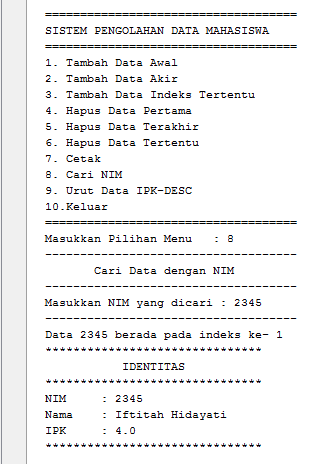 ====================================
SISTEM PENGOLAHAN DATA MAHASISWA
====================================
1. Tambah Data Awal
2. Tambah Data Akir
3. Tambah Data Indeks Tertentu
4. Hapus Data Pertama
5. Hapus Data Terakhir
6. Hapus Data Tertentu
7. Cetak
8. Cari NIM
9. Urut Data IPK-DESC
10.Keluar
====================================
Masukkan Pilihan Menu   : 8
------------------------------------
       Cari Data dengan NIM
------------------------------------
Masukkan NIM yang dicari : 2345
------------------------------------
Data 2345 berada pada indeks ke- 1
*******************************
           IDENTITAS
*******************************
NIM     : 2345
Nama    : Iftitah Hidayati
IPK     : 4.0
*******************************